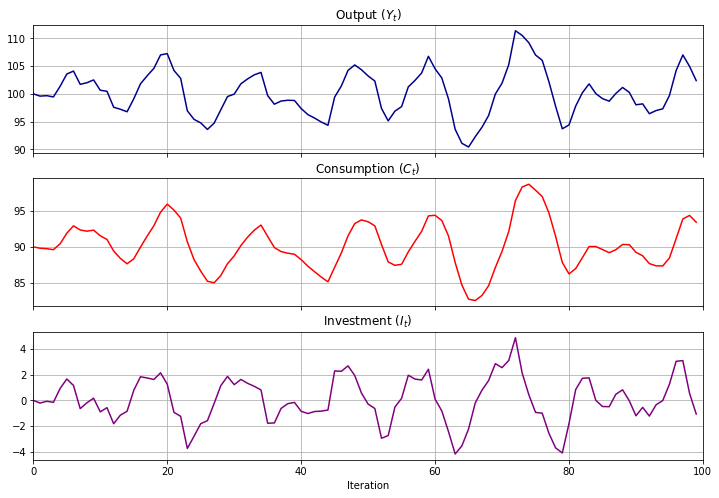 Output (Y_t)
110
105
100
95
90
Consumption (C_t)
95
90
85
Investment (I_t)
4
2
0
−2
−4
0 20 40 60 80 100
Iteration